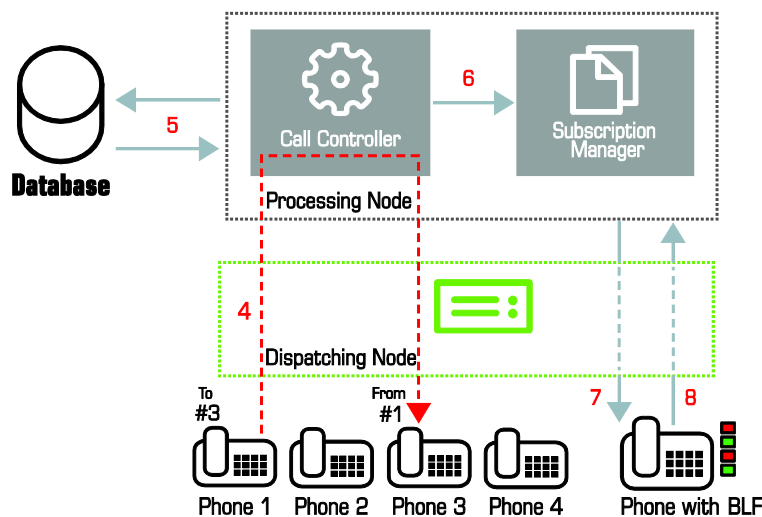 6
5
Call Controller
Subscription
Manager
Database
Processing Node
4
Dispatching Node
To
#3
From
#1
7
8
Phone 1
Phone 2
Phone 3
Phone 4
Phone with BLF